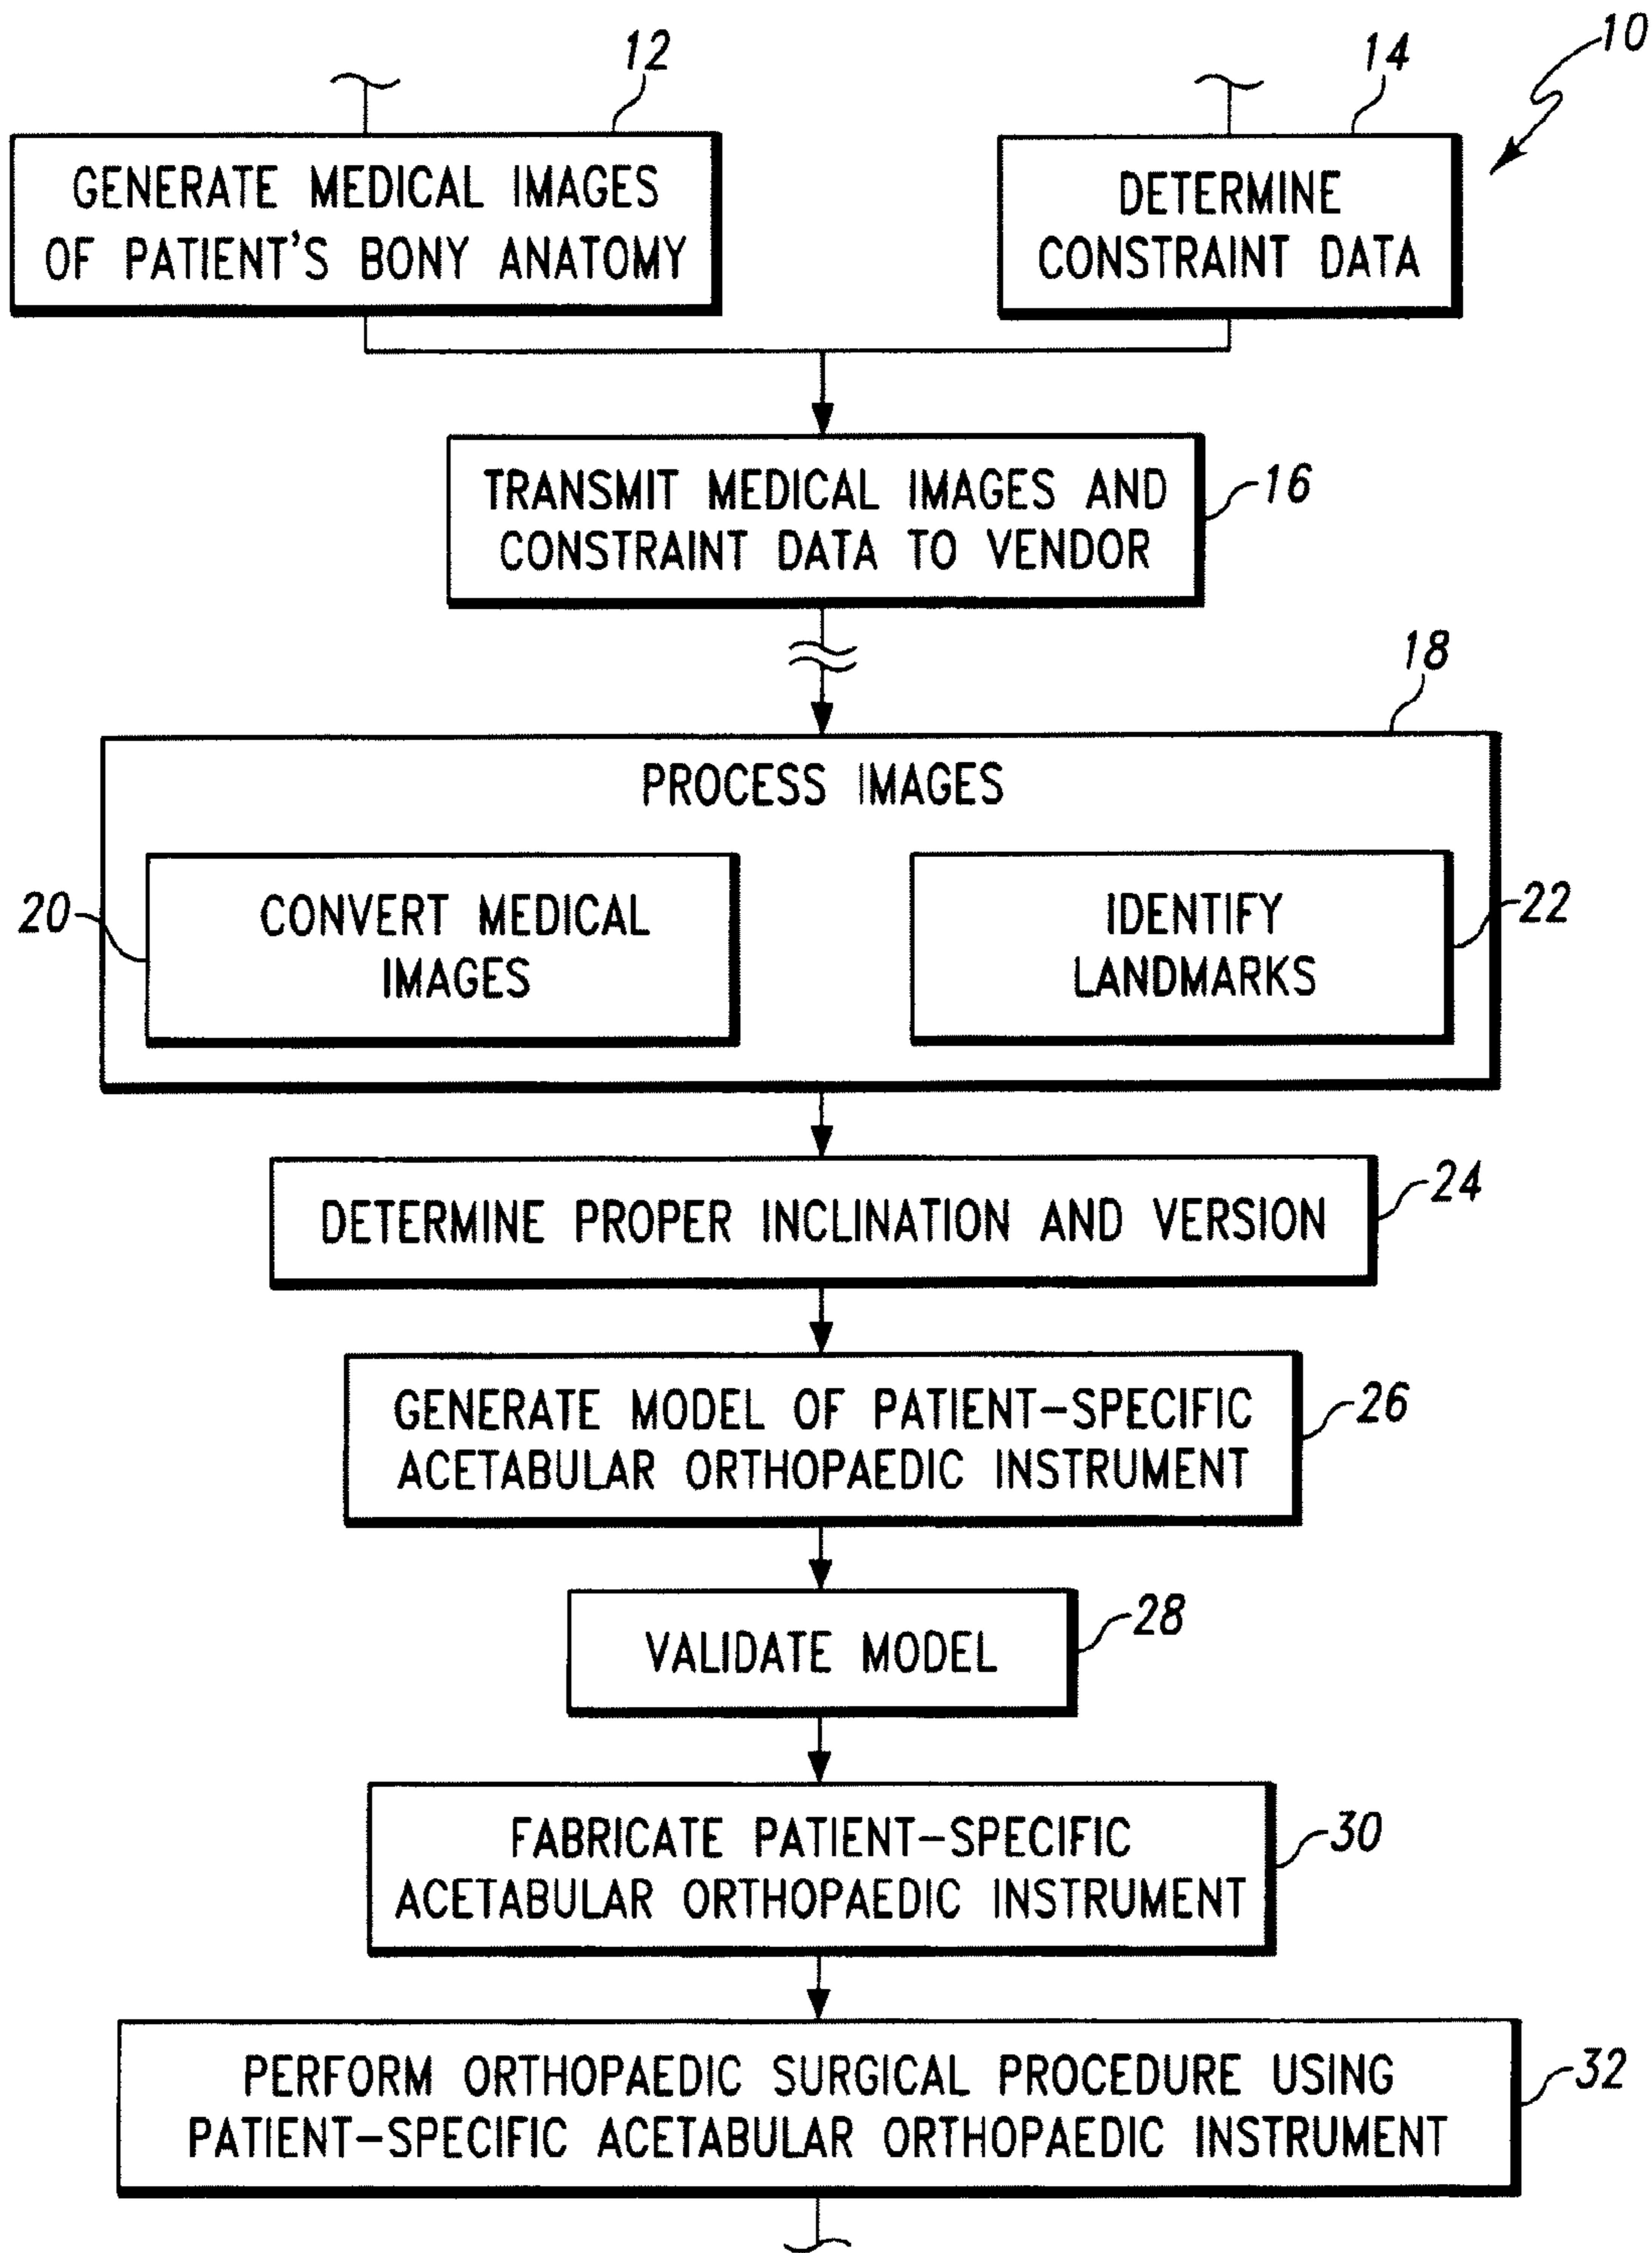 10
12
14
GENERATE MEDICAL IMAGES
OF PATIENT'S BONY ANATOMY
DETERMINE
CONSTRAINT DATA
TRANSMIT MEDICAL IMAGES AND
CONSTRAINT DATA TO VENDOR
16
18
PROCESS IMAGES
20
CONVERT MEDICAL
IMAGES
IDENTIFY
LANDMARKS
22
DETERMINE PROPER INCLINATION AND VERSION
24
GENERATE MODEL OF PATIENT-SPECIFIC
ACETABULAR ORTHOPAEDIC INSTRUMENT
26
VALIDATE MODEL
28
FABRICATE PATIENT-SPECIFIC
ACETABULAR ORTHOPAEDIC INSTRUMENT
30
PERFORM ORTHOPAEDIC SURGICAL PROCEDURE USING
PATIENT-SPECIFIC ACETABULAR ORTHOPAEDIC INSTRUMENT
32